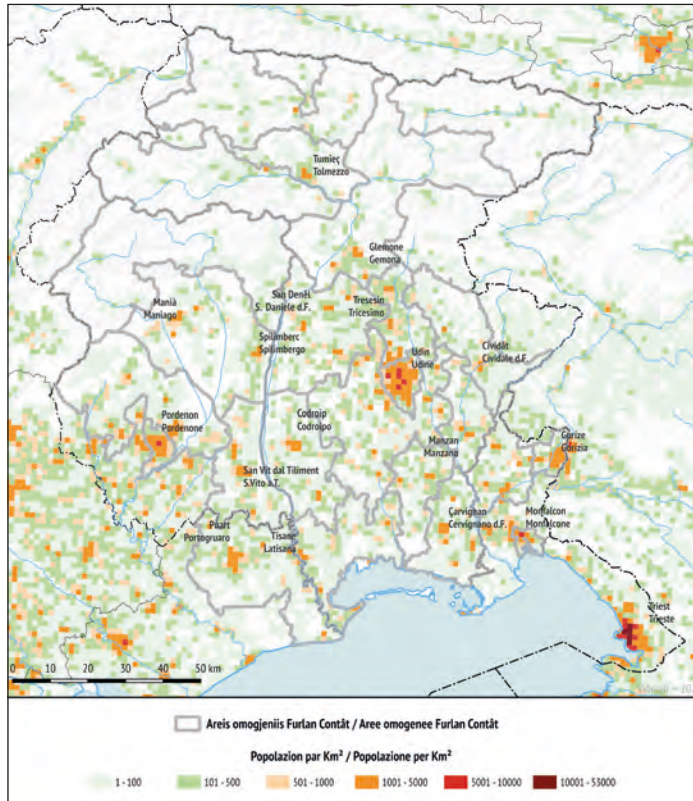 Tumieç
Tolmezzo
Glemone
Gemona
San Denêl
S. Daniele d.F.
Tresesin
Tricesimo
Manià
Maniago
Spilimberc
Spilimbergo
Udin
Udine
Cividât
Cividale d.F.
Codroip
Codroipo
Pordenon
Pordenone
Manzan
Manzano
Gurize
Gorizia
San Vit dal Tiliment
S.Vito a.T.
Çarvignan
Cervignano d.F.
Monfalcon
Monfalcone
Puart
Portogruaro
Tisane
Latisana
Triest
Trieste
0 10 20 30 40 50 km
Areis omogjeniis Furlan Contât / Aree omogenee Furlan Contât
Popolazion par Km² / Popolazione per Km²
1 - 100 101 - 500 501 - 1000 1001 - 5000 5001 - 10000 10001 - 53000